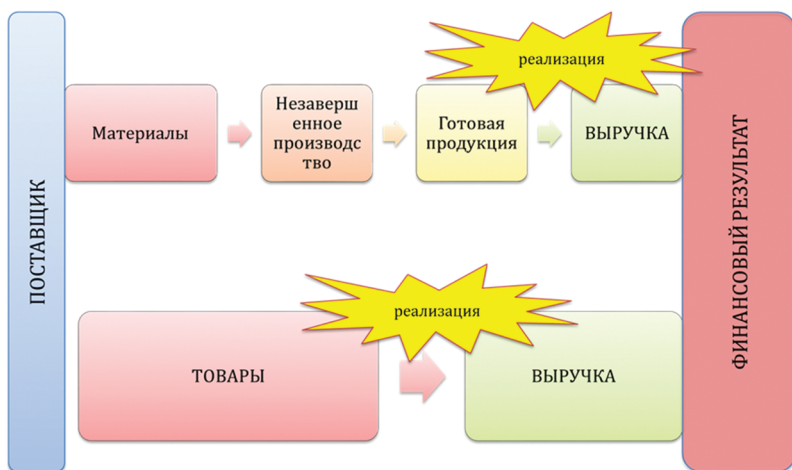 ПОСТАВЩИК
Материалы
Незаверш
енное
производс
тво
Готовая
продукция
реализация
ВЫРУЧКА
ТОВАРЫ
реализация
ВЫРУЧКА
ФИНАНСОВЫЙ РЕЗУЛЬТАТ